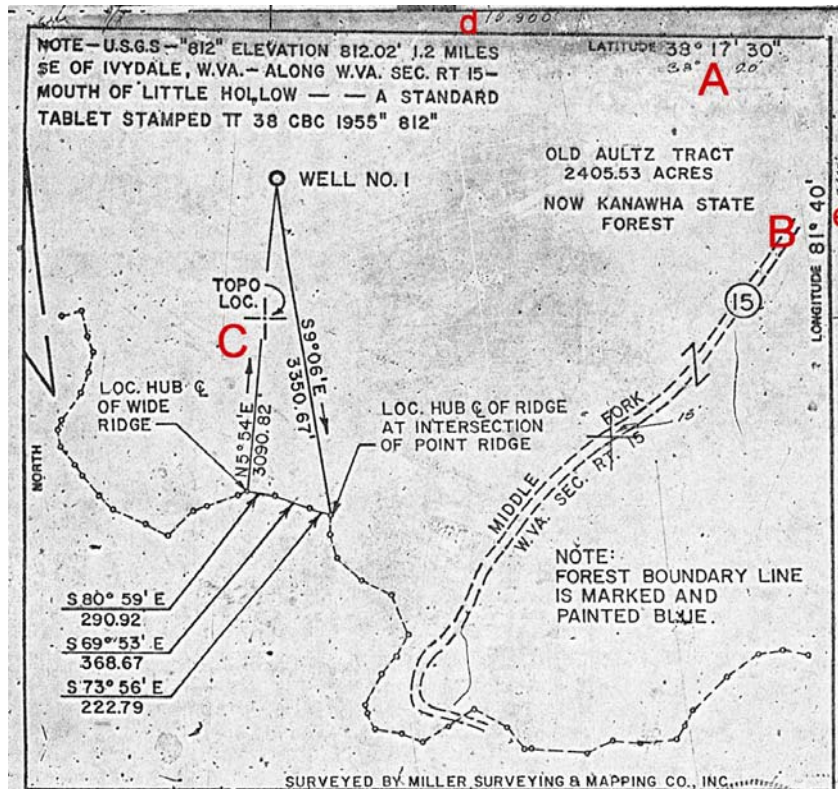 d
10,900
NOTE-U.S.G.S-"812" ELEVATION 812.02' 1.2 MILES
SE OF IVYDALE, W.VA.-ALONG W.VA. SEC. RT 15-
MOUTH OF LITTLE HOLLOW — — A STANDARD
TABLET STAMPED TT 38 CBC 1955" 812"
LATITUDE 38° 17' 30"
38° 20'
A
OLD AULTZ TRACT
2405.53 ACRES
NOW KANAWHA STATE
FOREST
WELL NO. 1
B
e
LONGITUDE 81° 40'
15
TOPO
LOC.
C
S 9° 06' E
3350.67'
N 5° 54' E
3090.82'
LOC. HUB ℄
OF WIDE
RIDGE
LOC. HUB ℄ OF RIDGE
AT INTERSECTION
OF POINT RIDGE
NORTH
MIDDLE FORK
W.VA. SEC. RT. 15
15'
S 80° 59' E
290.92
S 69° 53' E
368.67
S 73° 56' E
222.79
NOTE:
FOREST BOUNDARY LINE
IS MARKED AND
PAINTED BLUE.
SURVEYED BY MILLER SURVEYING & MAPPING CO., INC.